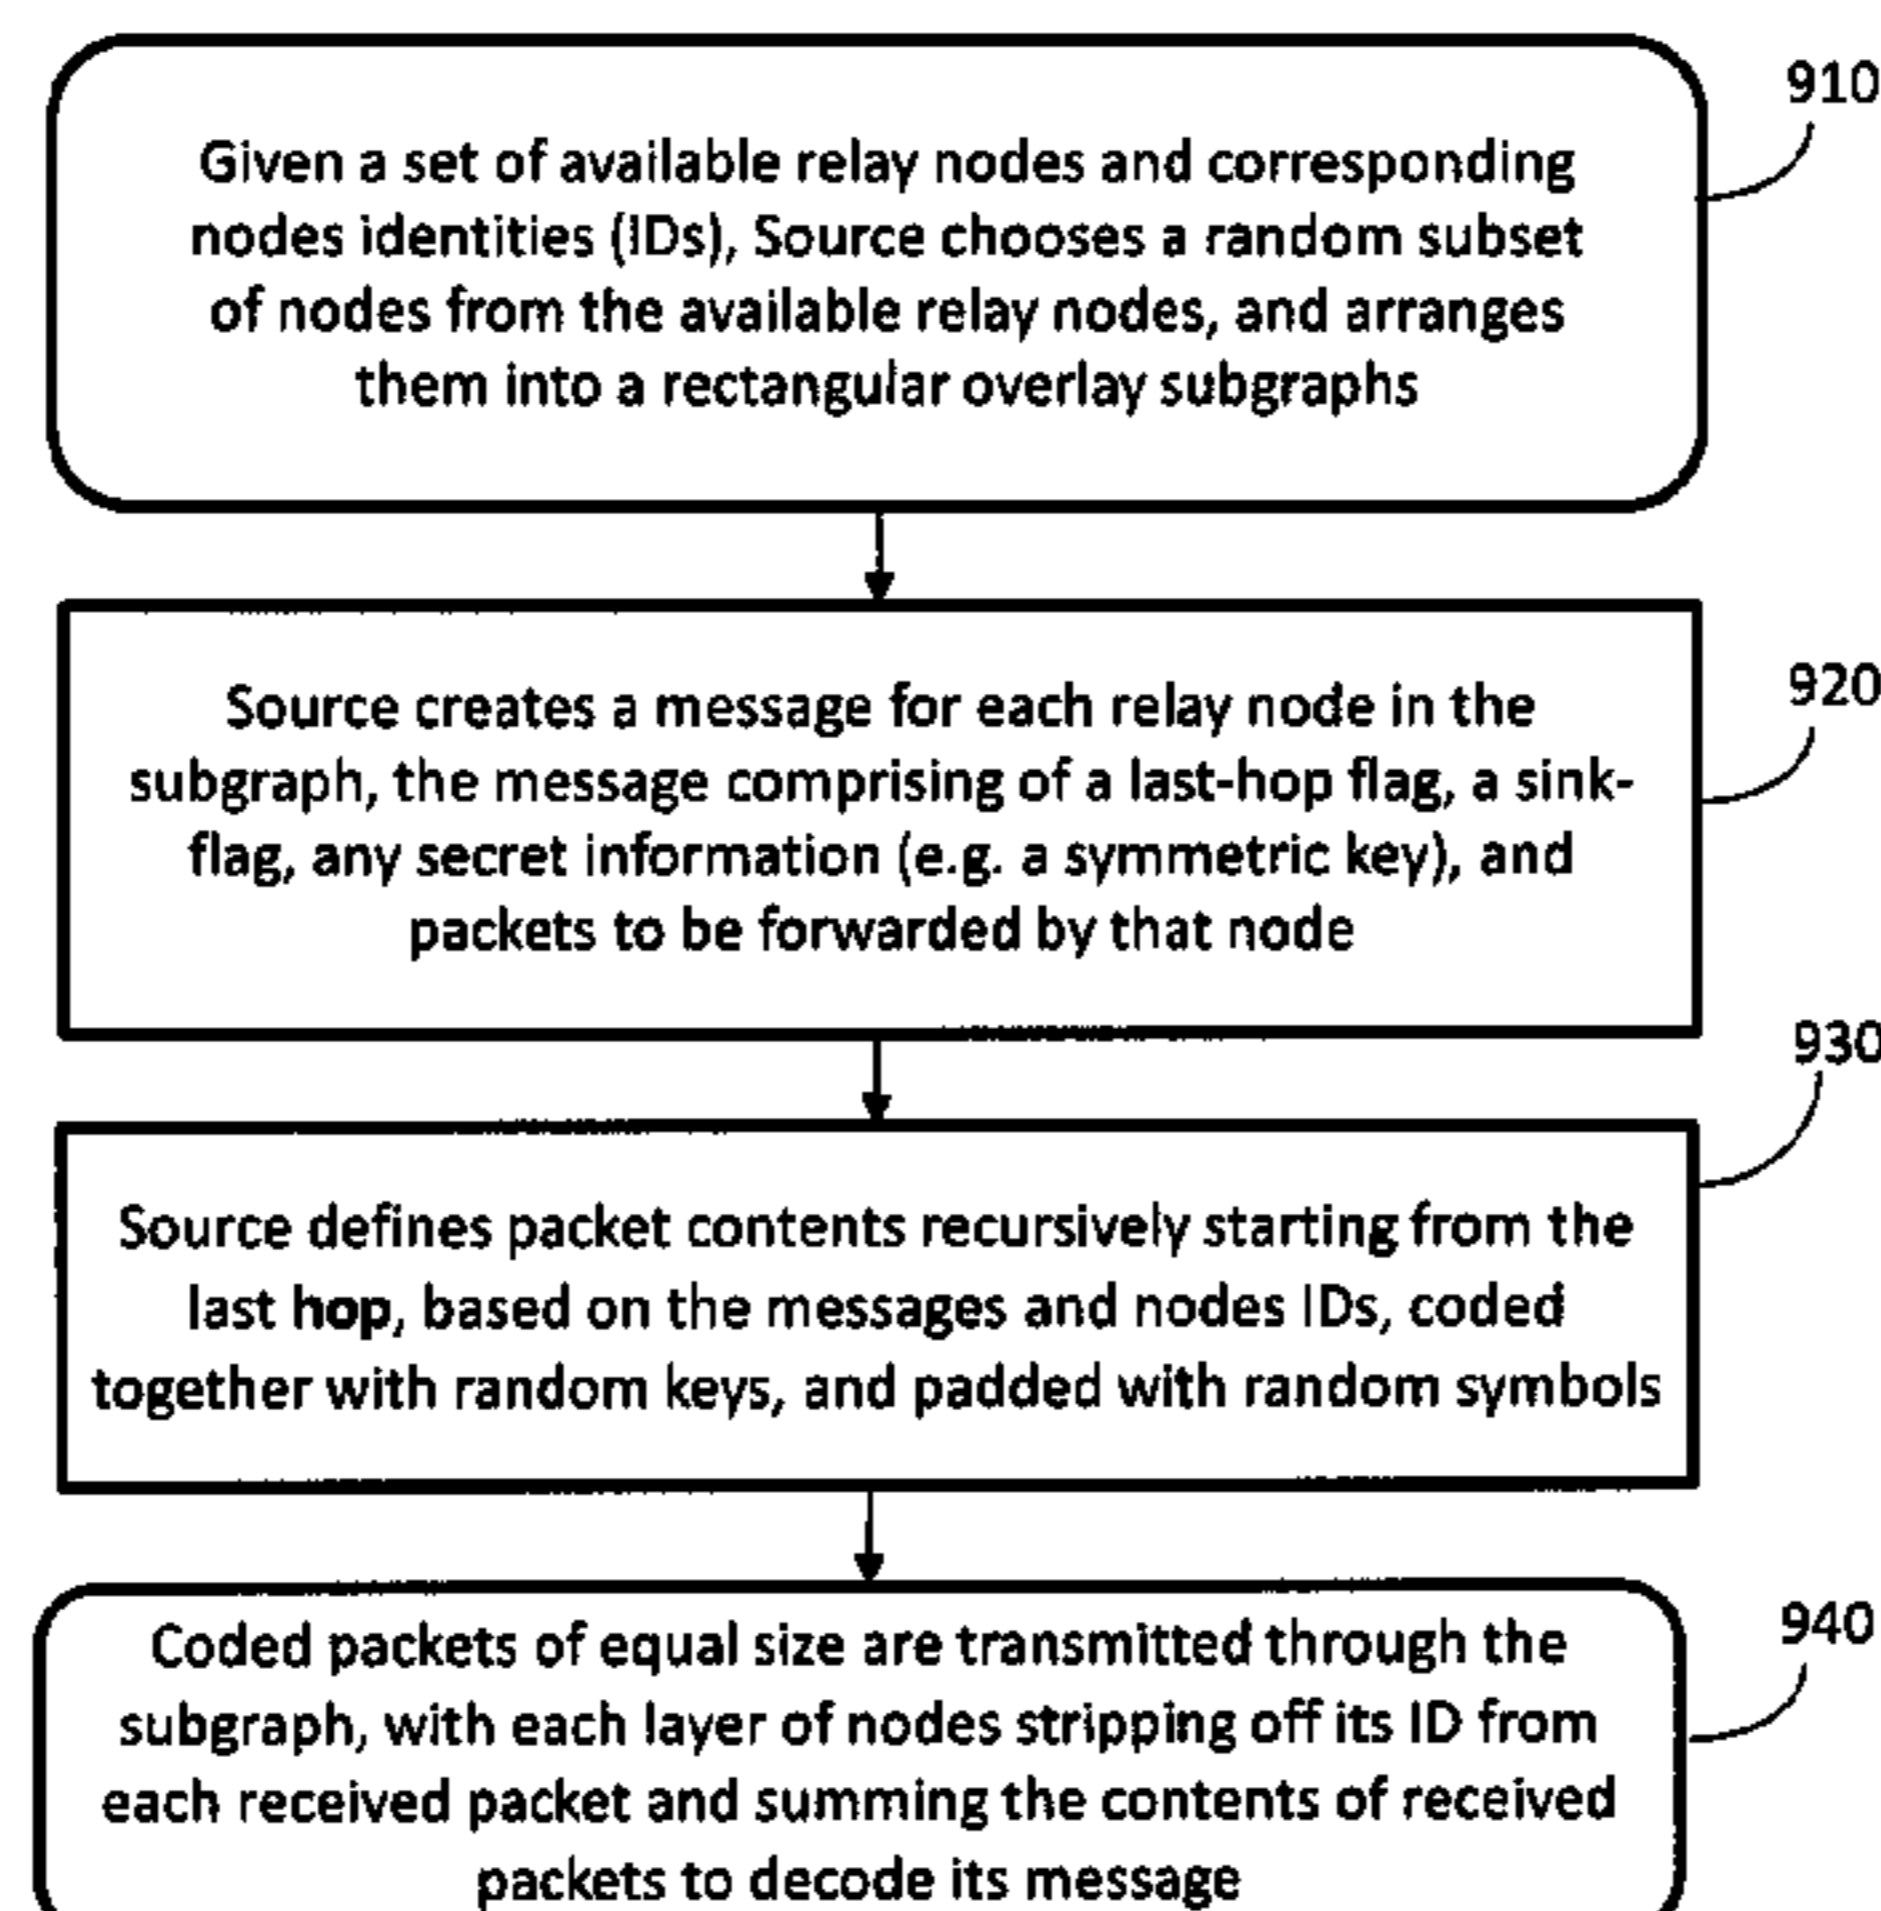 910
Given a set of available relay nodes and corresponding
nodes identities (IDs), Source chooses a random subset
of nodes from the available relay nodes, and arranges
them into a rectangular overlay subgraphs
920
Source creates a message for each relay node in the
subgraph, the message comprising of a last-hop flag, a sink-
flag, any secret information (e.g. a symmetric key), and
packets to be forwarded by that node
930
Source defines packet contents recursively starting from the
last hop, based on the messages and nodes IDs, coded
together with random keys, and padded with random symbols
940
Coded packets of equal size are transmitted through the
subgraph, with each layer of nodes stripping off its ID from
each received packet and summing the contents of received
packets to decode its message